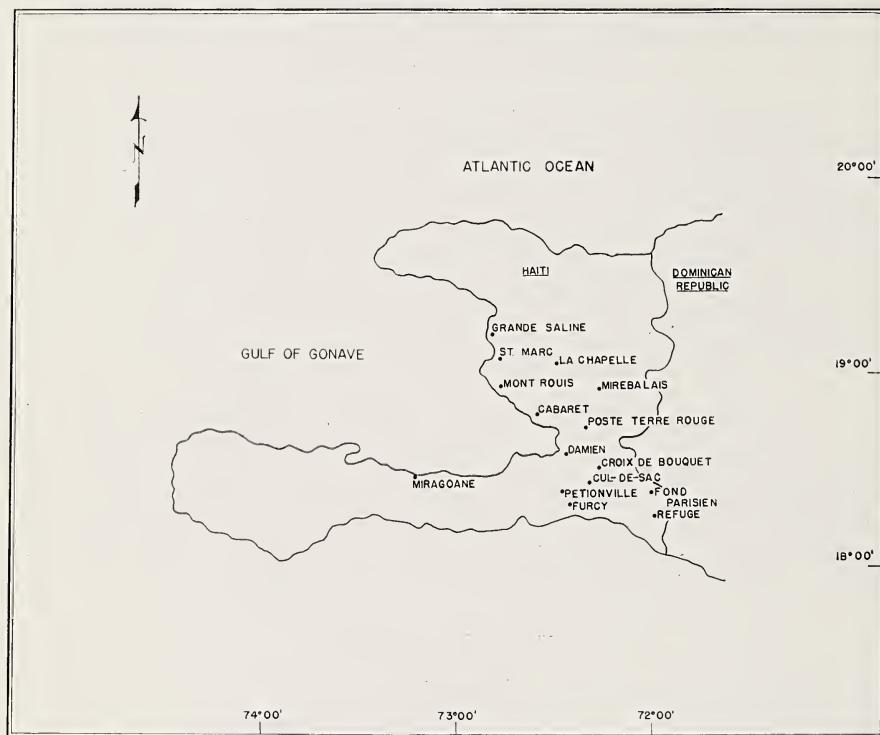 N
ATLANTIC OCEAN
20°00'
HAITI
DOMINICAN
REPUBLIC
GRANDE SALINE
GULF OF GONAVE
ST. MARC
LA CHAPELLE
19°00'
MONT ROUIS
MIREBALAIS
CABARET
POSTE TERRE ROUGE
DAMIEN
CROIX DE BOUQUET
MIRAGOANE
CUL-DE-SAC
PETIONVILLE
FOND
PARISIEN
FURCY
REFUGE
18°00'
74°00'
73°00'
72°00'